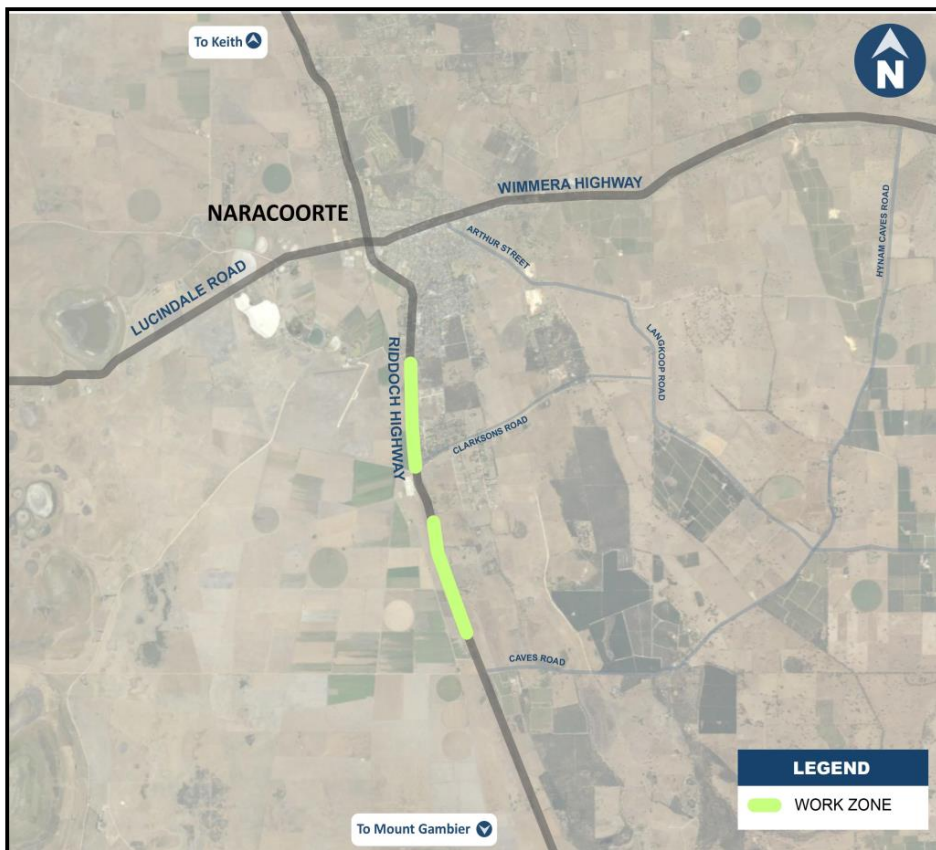 To Keith
N
WIMMERA HIGHWAY
NARACOORTE
HYNAM CAVES ROAD
ARTHUR STREET
LUCINDALE ROAD
LANGKOOP ROAD
RIDDOCH HIGHWAY
CLARKSONS ROAD
CAVES ROAD
LEGEND
WORK ZONE
To Mount Gambier